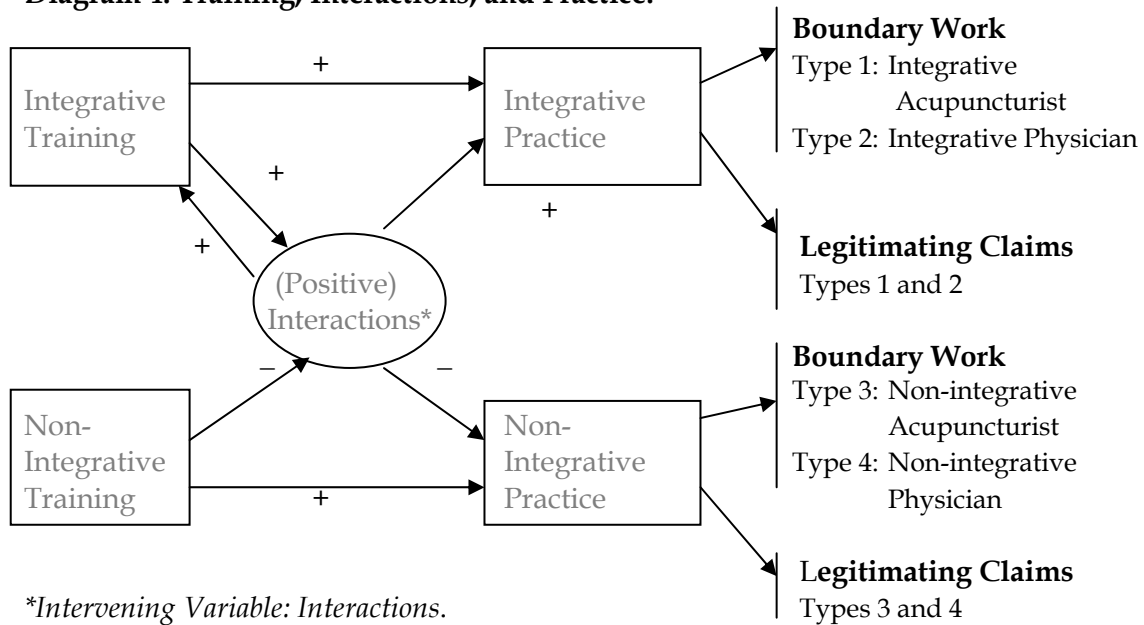 Diagram 1. Training, Interactions, and Practice.
Boundary Work
Type 1: Integrative
Acupuncturist
Type 2: Integrative Physician
+
Integrative
Training
Integrative
Practice
+
+
+
Legitimating Claims
Types 1 and 2
(Positive)
Interactions*
Boundary Work
Type 3: Non-integrative
Acupuncturist
Type 4: Non-integrative
Physician
–
–
Non-
Integrative
Training
Non-
Integrative
Practice
+
Legitimating Claims
Types 3 and 4
*Intervening Variable: Interactions.